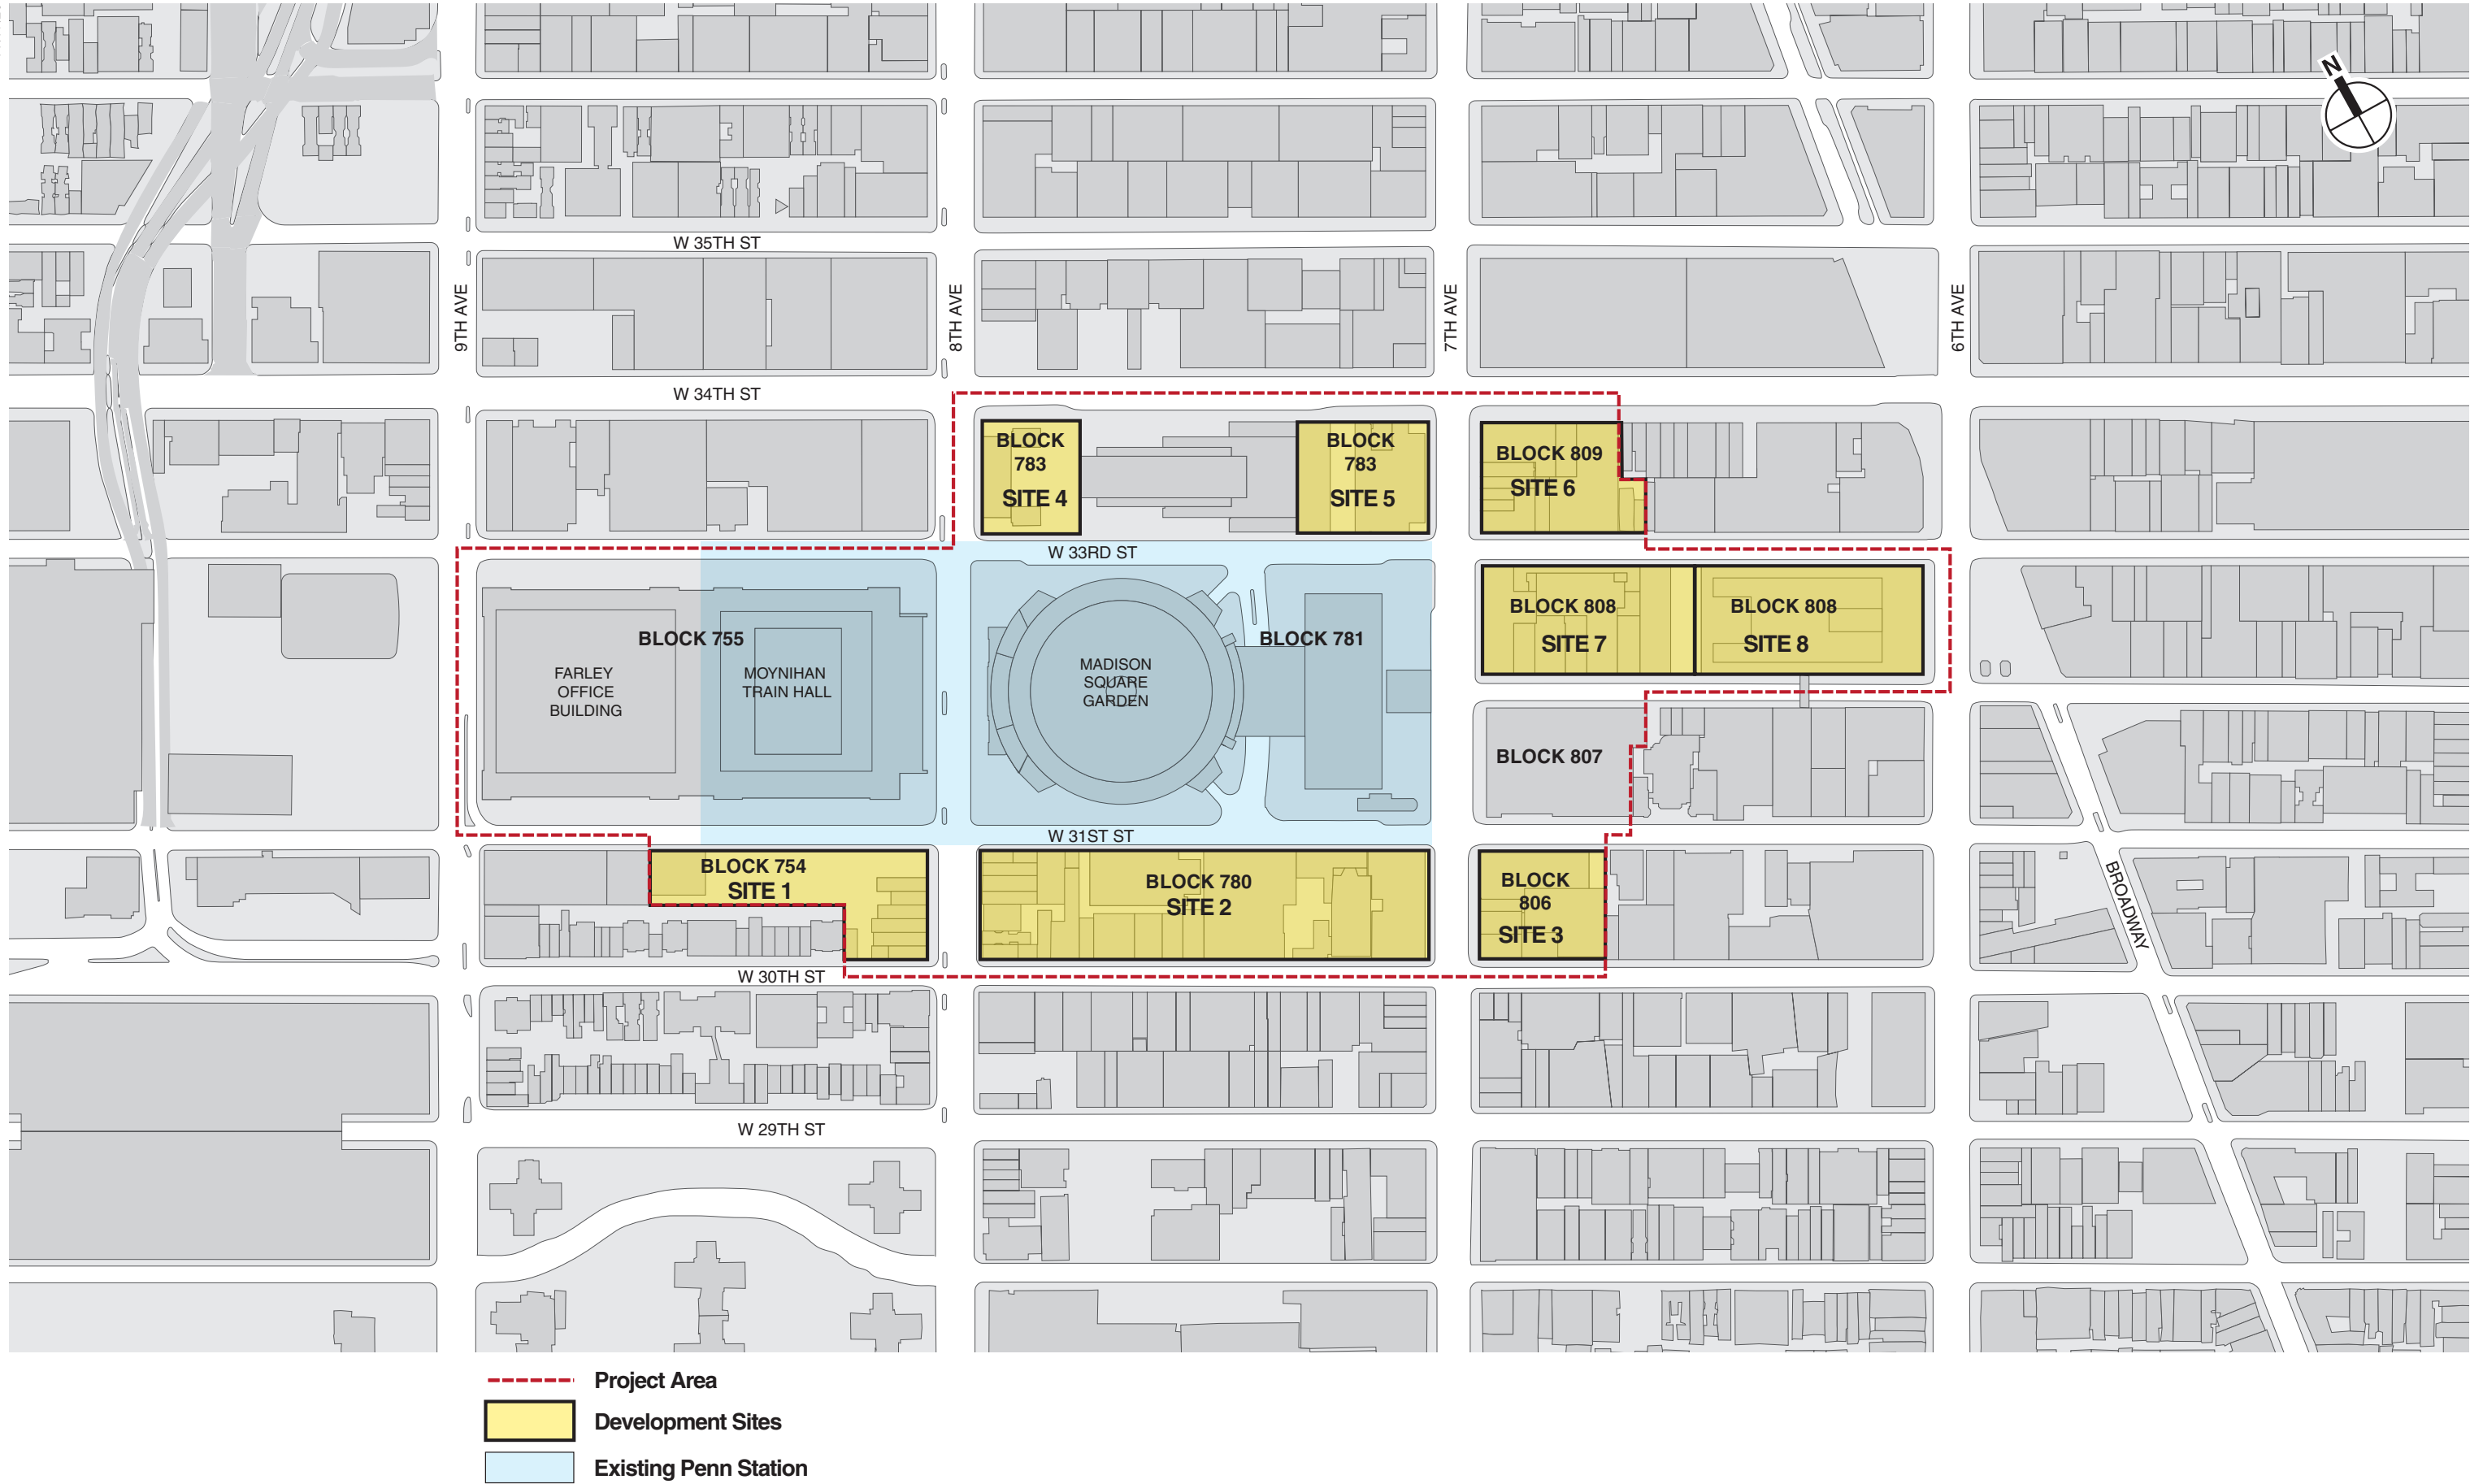 N
W 35TH ST
9TH AVE
8TH AVE
7TH AVE
6TH AVE
W 34TH ST
BLOCK
783
SITE 4
BLOCK
783
SITE 5
BLOCK 809
SITE 6
W 33RD ST
BLOCK 755
FARLEY
OFFICE
BUILDING
MOYNIHAN
TRAIN HALL
MADISON
SQUARE
GARDEN
BLOCK 781
BLOCK 808
SITE 7
BLOCK 808
SITE 8
BLOCK 807
W 31ST ST
BLOCK 754
SITE 1
BLOCK 780
SITE 2
BLOCK
806
SITE 3
BROADWAY
W 30TH ST
W 29TH ST
Project Area
Development Sites
Existing Penn Station